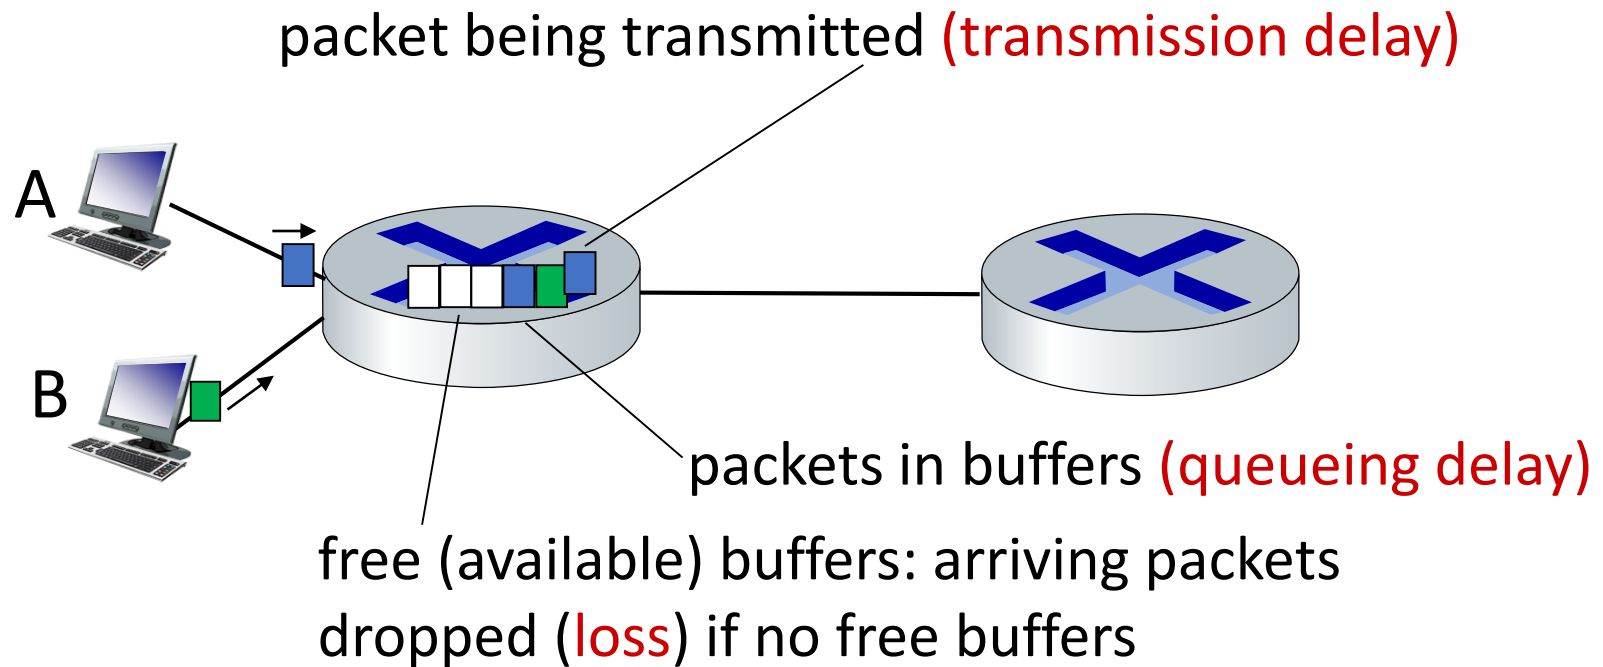 packet being transmitted (transmission delay)
A
B
packets in buffers (queueing delay)
free (available) buffers: arriving packets
dropped (loss) if no free buffers